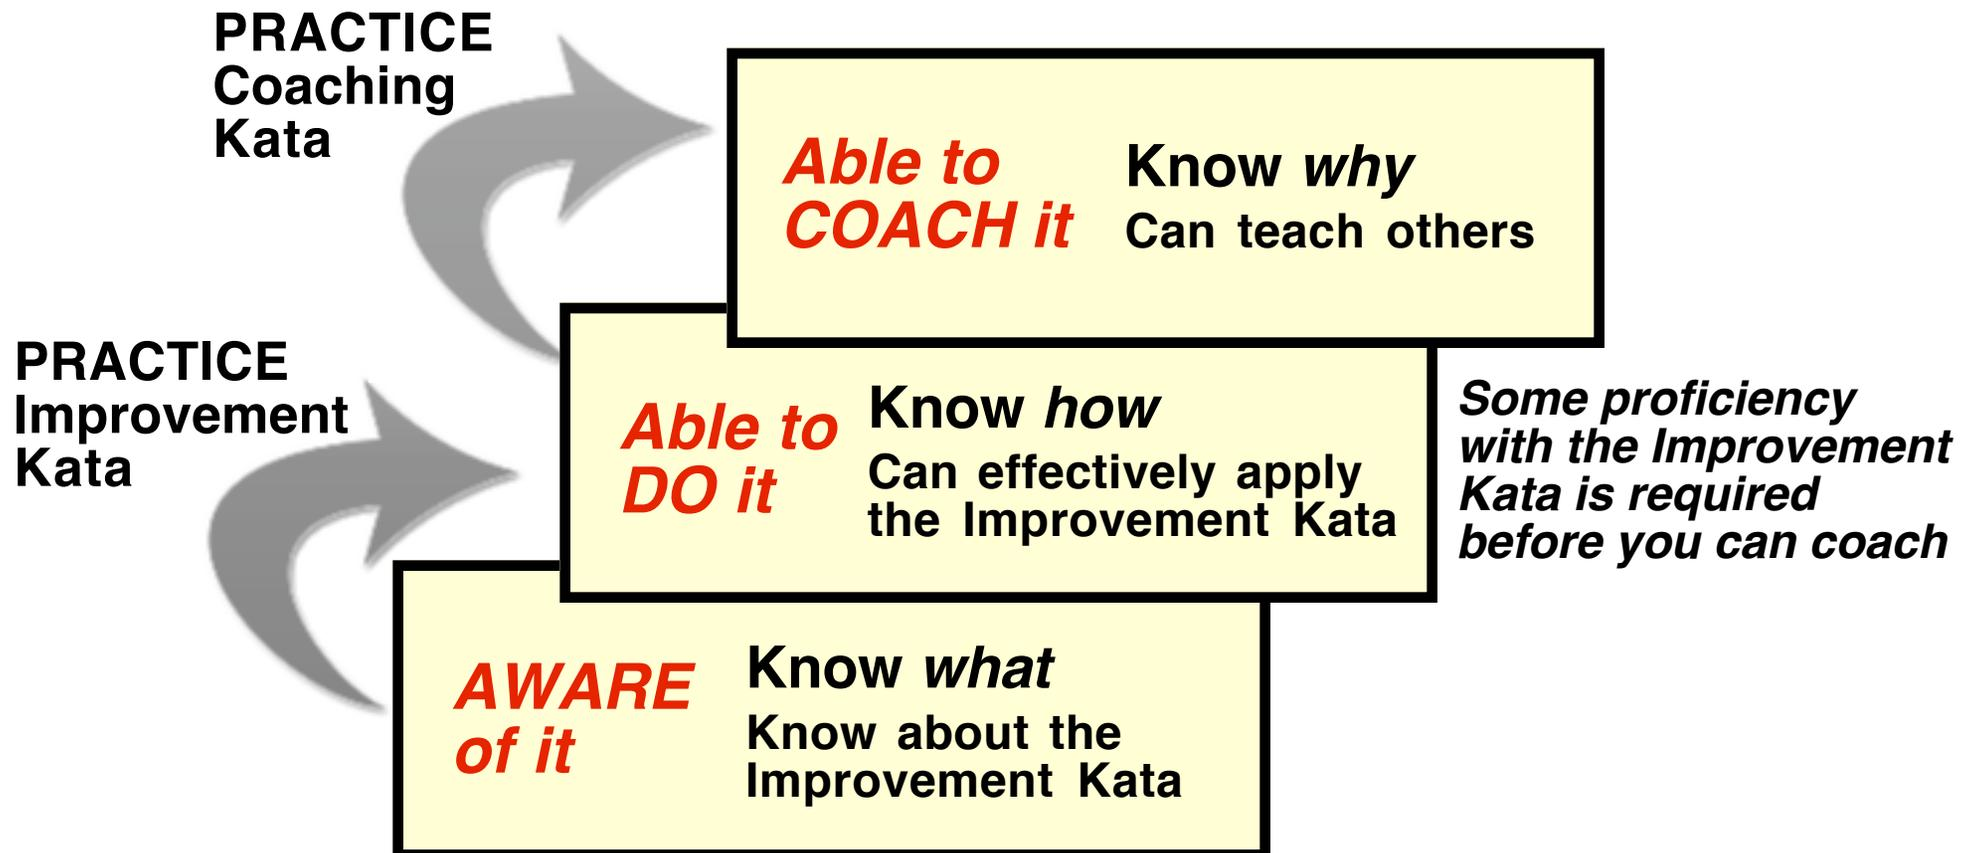 PRACTICE
Coaching
Kata
Able to
COACH it
Know why
Can teach others
PRACTICE
Improvement
Kata
Able to
DO it
Know how
Can effectively apply
the Improvement Kata
Some proficiency
with the Improvement
Kata is required
before you can coach
AWARE
of it
Know what
Know about the
Improvement Kata